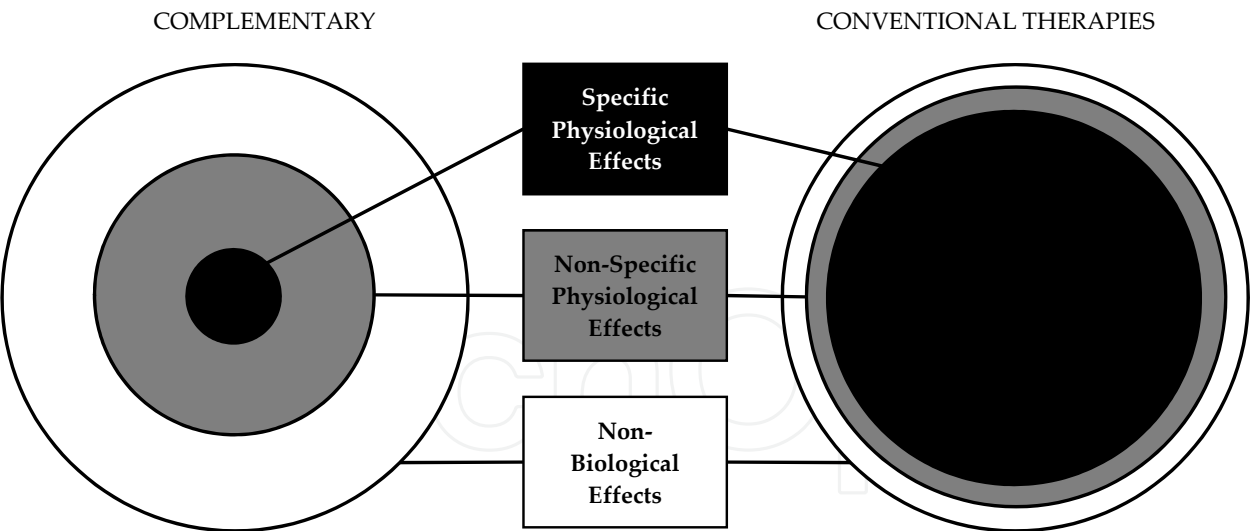 COMPLEMENTARY
CONVENTIONAL THERAPIES
Specific
Physiological
Effects
Non-Specific
Physiological
Effects
Non-
Biological
Effects